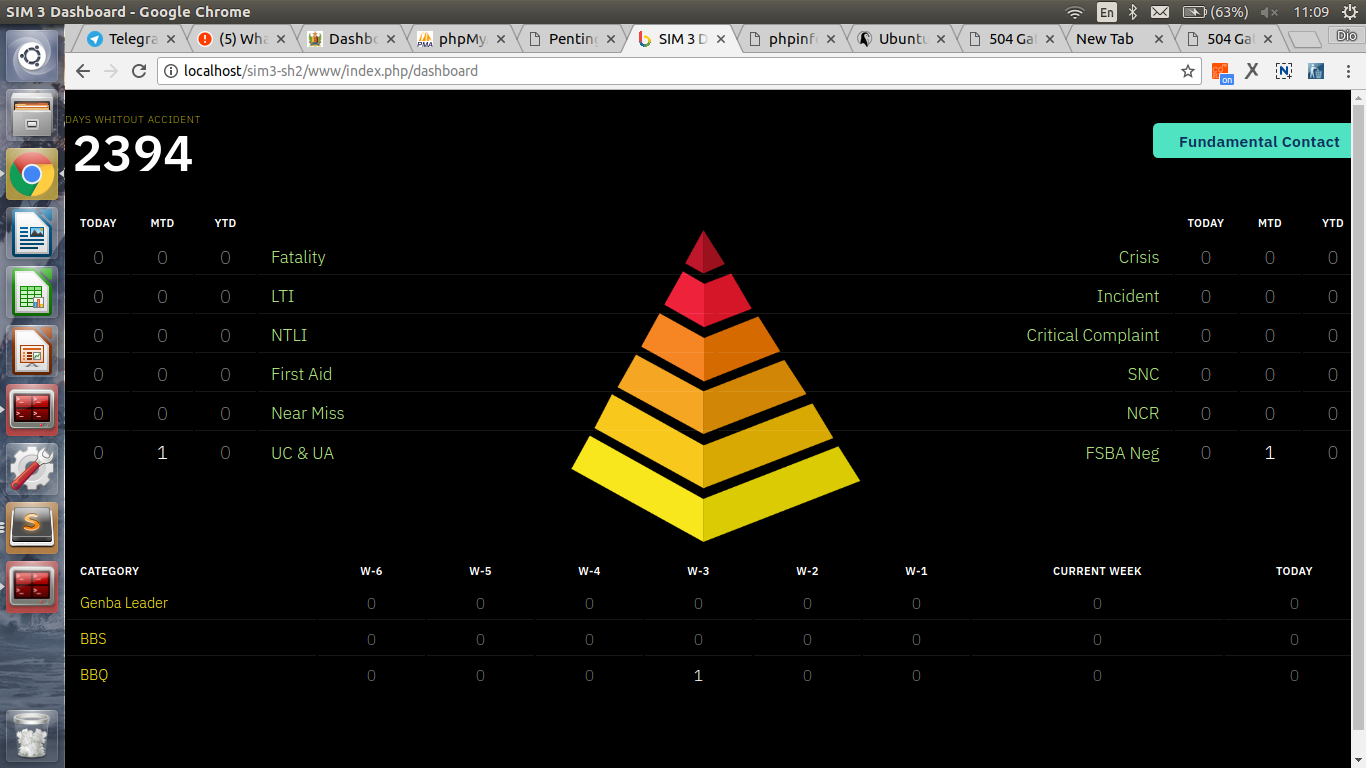 SIM 3 Dashboard - Google Chrome
En
(63%)
11:09
Telegra
(5) Wha
Dashbo
phpMy
Penting
SIM 3 D
phpinfo
Ubuntu
504 Gat
New Tab
504 Gat
Dio
localhost/sim3-sh2/www/index.php/dashboard
on
DAYS WHITOUT ACCIDENT
2394
Fundamental Contact
TODAY MTD YTD
TODAY MTD YTD
0 0 0 Fatality
Crisis 0 0 0
0 0 0 LTI
Incident 0 0 0
0 0 0 NTLI
Critical Complaint 0 0 0
0 0 0 First Aid
SNC 0 0 0
0 0 0 Near Miss
NCR 0 0 0
0 1 0 UC & UA
FSBA Neg 0 1 0
CATEGORY W-6 W-5 W-4 W-3 W-2 W-1 CURRENT WEEK TODAY
Genba Leader 0 0 0 0 0 0 0 0
BBS 0 0 0 0 0 0 0 0
BBQ 0 0 0 1 0 0 0 0